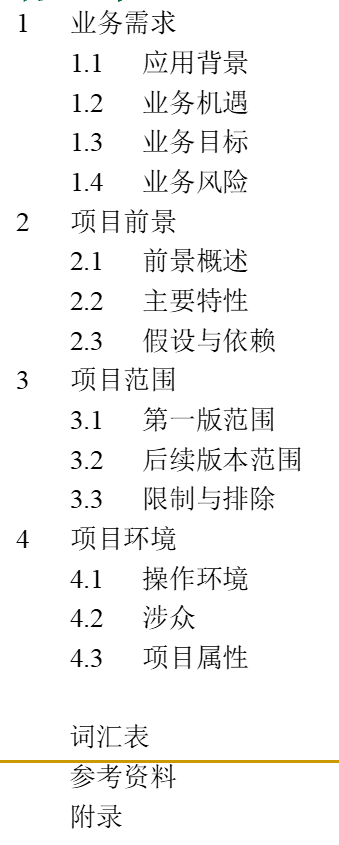 1 业务需求
1.1 应用背景
1.2 业务机遇
1.3 业务目标
1.4 业务风险
2 项目前景
2.1 前景概述
2.2 主要特性
2.3 假设与依赖
3 项目范围
3.1 第一版范围
3.2 后续版本范围
3.3 限制与排除
4 项目环境
4.1 操作环境
4.2 涉众
4.3 项目属性
词汇表
参考资料
附录